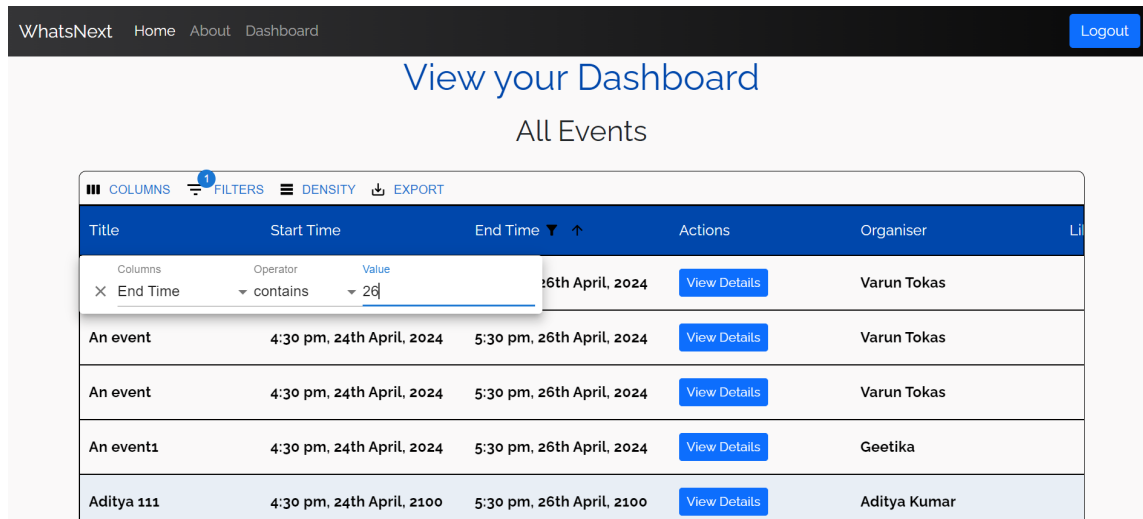 WhatsNext Home About Dashboard Logout
View your Dashboard
All Events
COLUMNS 1 FILTERS DENSITY EXPORT
Title Start Time End Time Actions Organiser
Columns Operator Value
End Time contains 26
26th April, 2024 View Details Varun Tokas
An event 4:30 pm, 24th April, 2024 5:30 pm, 26th April, 2024 View Details Varun Tokas
An event 4:30 pm, 24th April, 2024 5:30 pm, 26th April, 2024 View Details Varun Tokas
An event1 4:30 pm, 24th April, 2024 5:30 pm, 26th April, 2024 View Details Geetika
Aditya 111 4:30 pm, 24th April, 2100 5:30 pm, 26th April, 2100 View Details Aditya Kumar